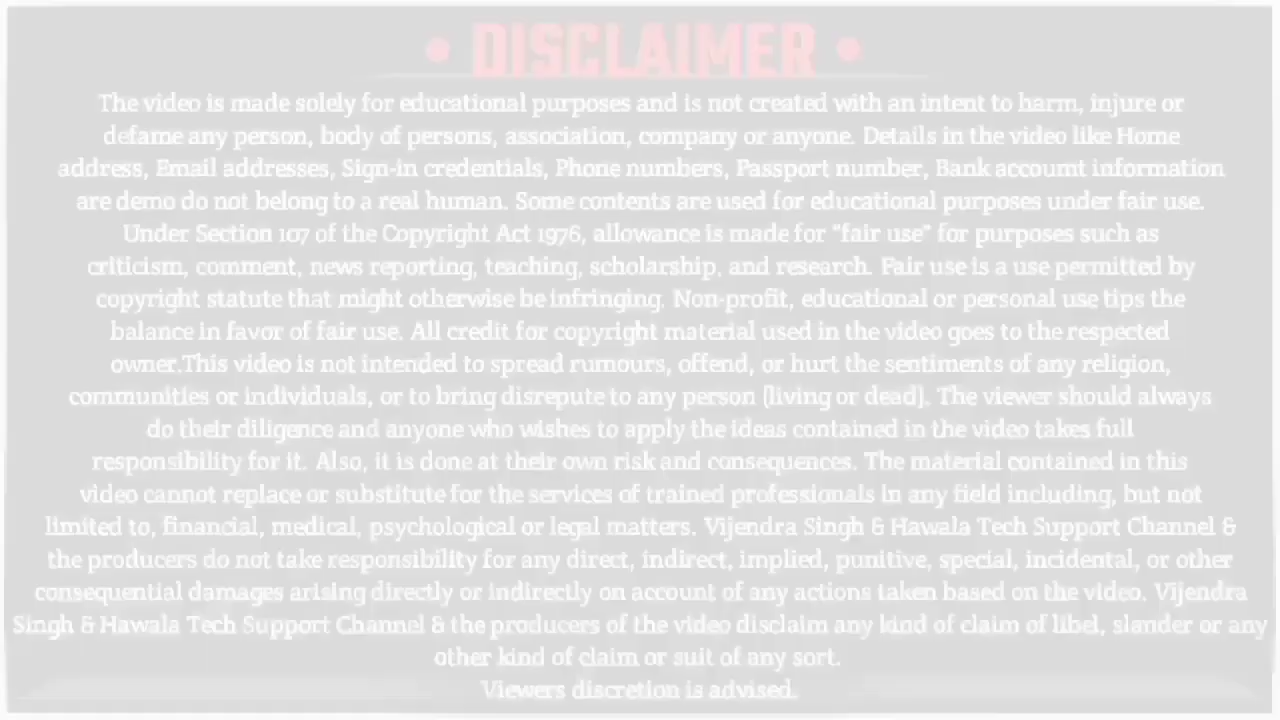 • DISCLAIMER •
The video is made solely for educational purposes and is not created with an intent to harm, injure or
defame any person, body of persons, association, company or anyone. Details in the video like Home
address, Email addresses, Sign-in credentials, Phone numbers, Passport number, Bank account information
are demo do not belong to a real human. Some contents are used for educational purposes under fair use.
Under Section 107 of the Copyright Act 1976, allowance is made for "fair use" for purposes such as
criticism, comment, news reporting, teaching, scholarship, and research. Fair use is a use permitted by
copyright statute that might otherwise be infringing. Non-profit, educational or personal use tips the
balance in favor of fair use. All credit for copyright material used in the video goes to the respected
owner.This video is not intended to spread rumours, offend, or hurt the sentiments of any religion,
communities or individuals, or to bring disrepute to any person (living or dead). The viewer should always
do their diligence and anyone who wishes to apply the ideas contained in the video takes full
responsibility for it. Also, it is done at their own risk and consequences. The material contained in this
video cannot replace or substitute for the services of trained professionals in any field including, but not
limited to, financial, medical, psychological or legal matters. Vijendra Singh & Hawala Tech Support Channel &
the producers do not take responsibility for any direct, indirect, implied, punitive, special, incidental, or other
consequential damages arising directly or indirectly on account of any actions taken based on the video. Vijendra
Singh & Hawala Tech Support Channel & the producers of the video disclaim any kind of claim of libel, slander or any
other kind of claim or suit of any sort.
Viewers discretion is advised.